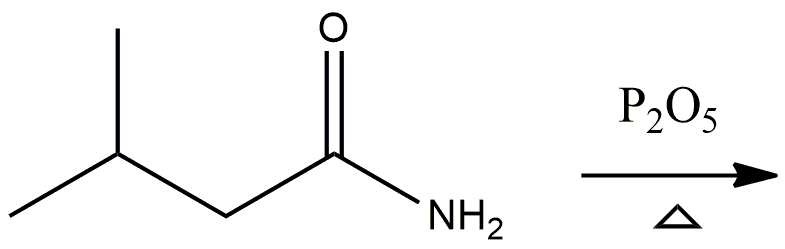 O
NH₂
P₂O₅
△